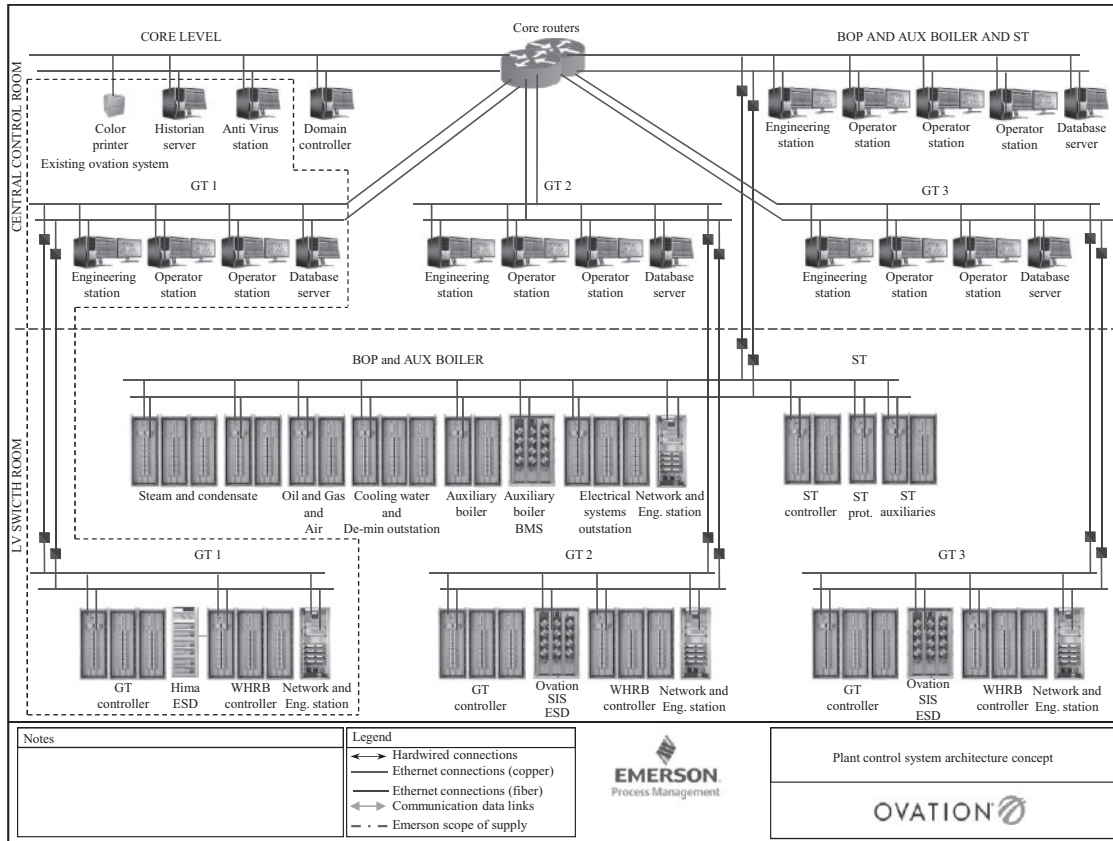 Core routers
CORE LEVEL
BOP AND AUX BOILER AND ST
CENTRAL CONTROL ROOM
Color
printer
Historian
server
Anti Virus
station
Domain
controller
Existing ovation system
Engineering
station
Operator
station
Operator
station
Operator
station
Database
server
GT 1
GT 2
GT 3
Engineering
station
Operator
station
Operator
station
Database
server
Engineering
station
Operator
station
Operator
station
Database
server
Engineering
station
Operator
station
Operator
station
Database
server
LV SWICTH ROOM
BOP and AUX BOILER
ST
Steam and condensate
Oil and Gas
and
Air
Cooling water
and
De-min outstation
Auxiliary
boiler
Auxiliary
boiler
BMS
Electrical
systems
outstation
Network and
Eng. station
ST
controller
ST
prot.
ST
auxiliaries
GT 1
GT 2
GT 3
GT
controller
Hima
ESD
WHRB
controller
Network and
Eng. station
GT
controller
Ovation
SIS
ESD
WHRB
controller
Network and
Eng. station
GT
controller
Ovation
SIS
ESD
WHRB
controller
Network and
Eng. station
Notes
Legend
Hardwired connections
Ethernet connections (copper)
Ethernet connections (fiber)
Communication data links
Emerson scope of supply
EMERSON
Process Management
Plant control system architecture concept
OVATION